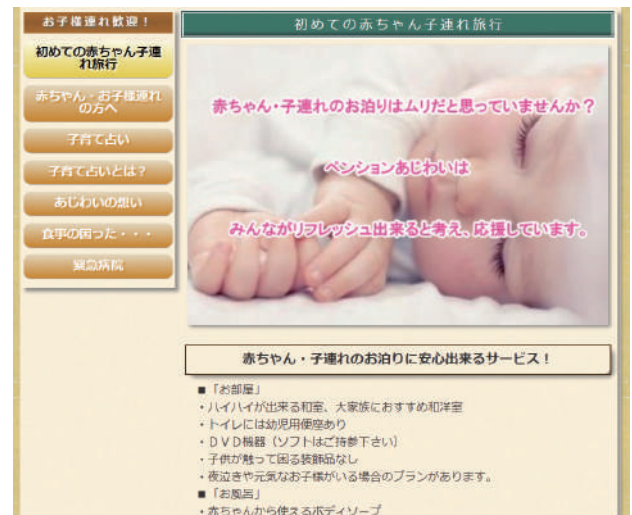 お子様連れ歓迎！
初めての赤ちゃん子連
れ旅行
赤ちゃん・お子様連れ
の方へ
子育て占い
子育て占いとは？
あじわいの想い
食事の困った・・・
緊急病院
初めての赤ちゃん子連れ旅行
赤ちゃん・子連れのお泊りはムリだと思っていませんか？
ペンションあじわいは
みんながリフレッシュ出来ると考え、応援しています。
赤ちゃん・子連れのお泊りに安心出来るサービス！
■「お部屋」
・ハイハイが出来る和室、大家族におすすめ和洋室
・トイレには幼児用便座あり
・ＤＶＤ機器（ソフトはご持参下さい）
・子供が触って困る装飾品なし
・夜泣きや元気なお子様がいる場合のプランがあります。
■「お風呂」
・赤ちゃんから使えるボディソープ